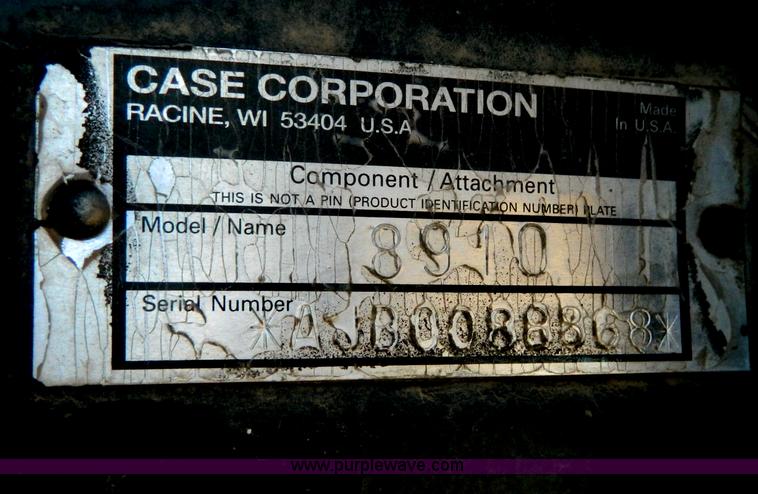 CASE CORPORATION
RACINE, WI 53404 U.S.A
Made
In U.S.A.
Component / Attachment
THIS IS NOT A PIN (PRODUCT IDENTIFICATION NUMBER) PLATE
Model / Name
8910
Serial Number
www.purplewave.com